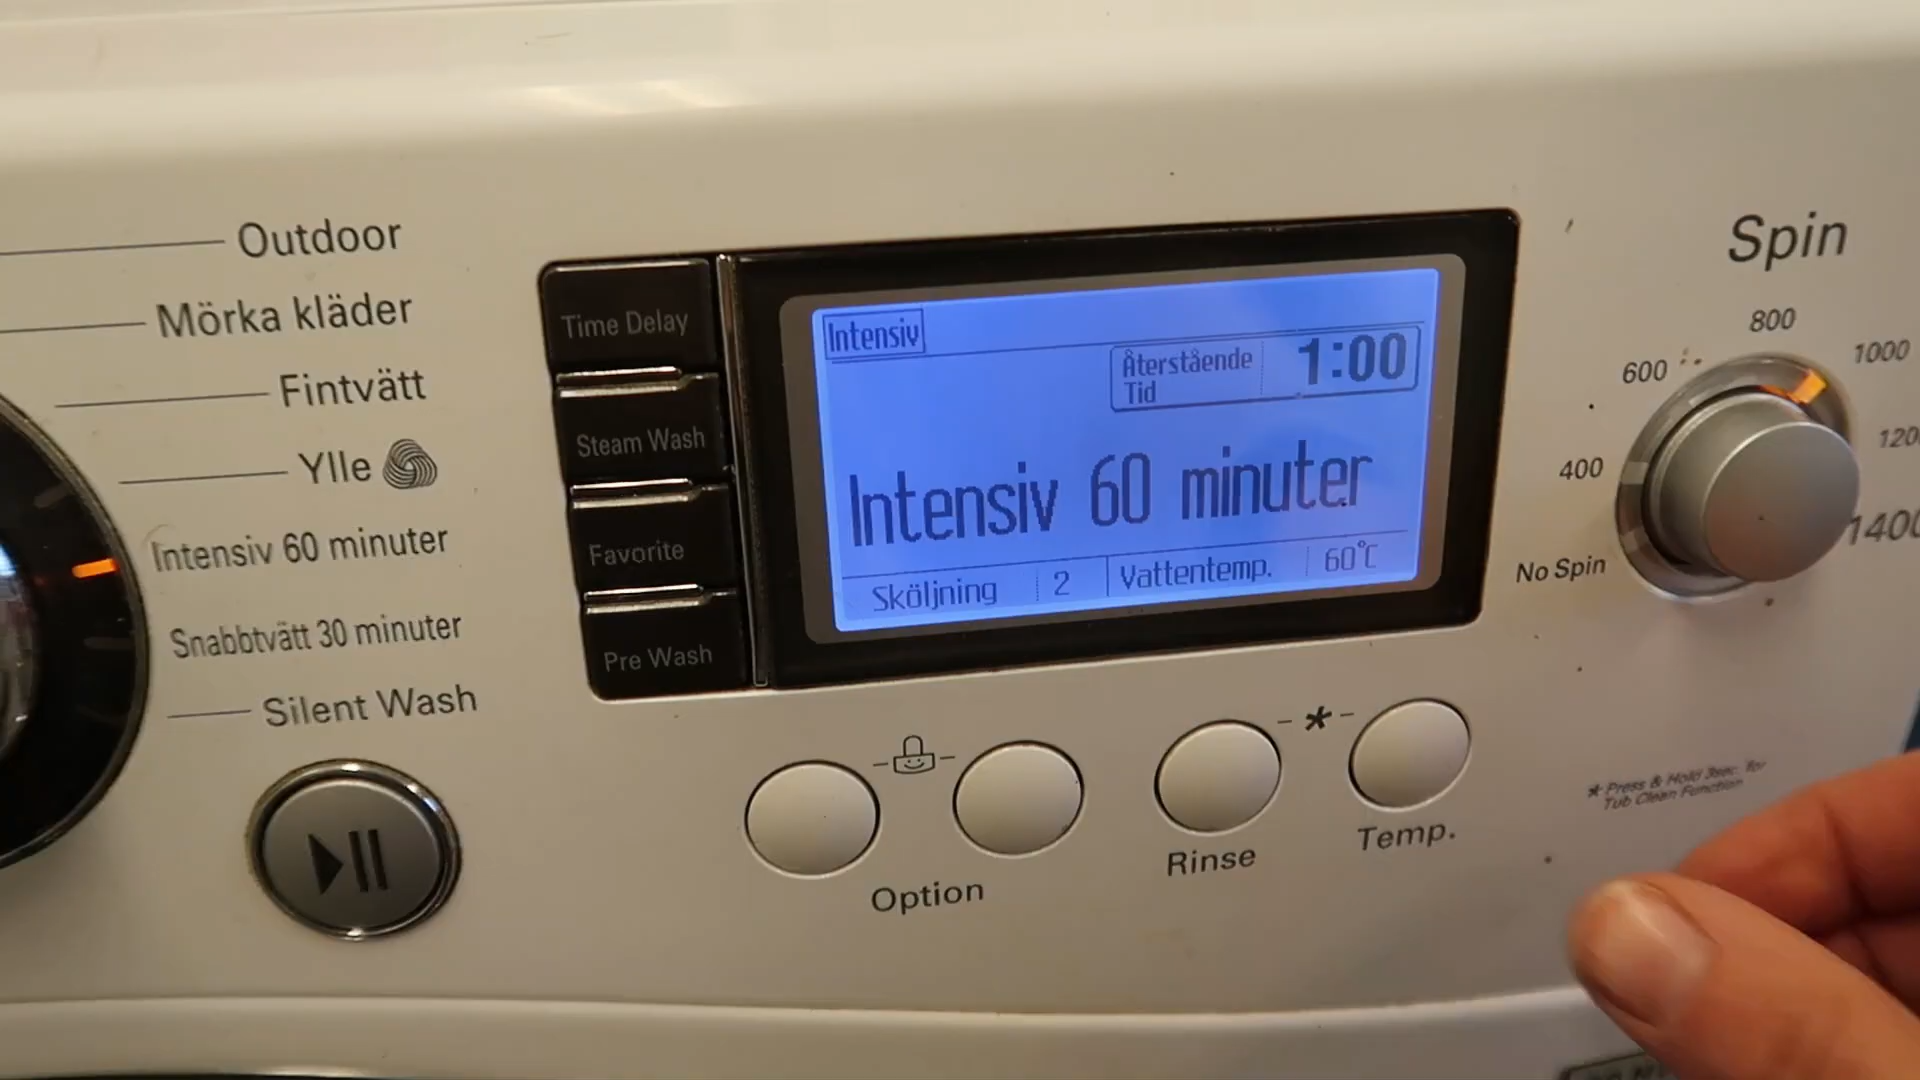 Outdoor
Mörka kläder
Fintvätt
Ylle
Intensiv 60 minuter
Snabbtvätt 30 minuter
Silent Wash
Time Delay
Steam Wash
Favorite
Pre Wash
Intensiv
Återstående
Tid
1:00
Intensiv 60 minuter
Sköljning 2 Vattentemp. 60°C
Option
Rinse
* 
Temp.
Spin
800
600
1000
400
1400
No Spin
* Press & Hold 3sec. for
Tub Clean Function